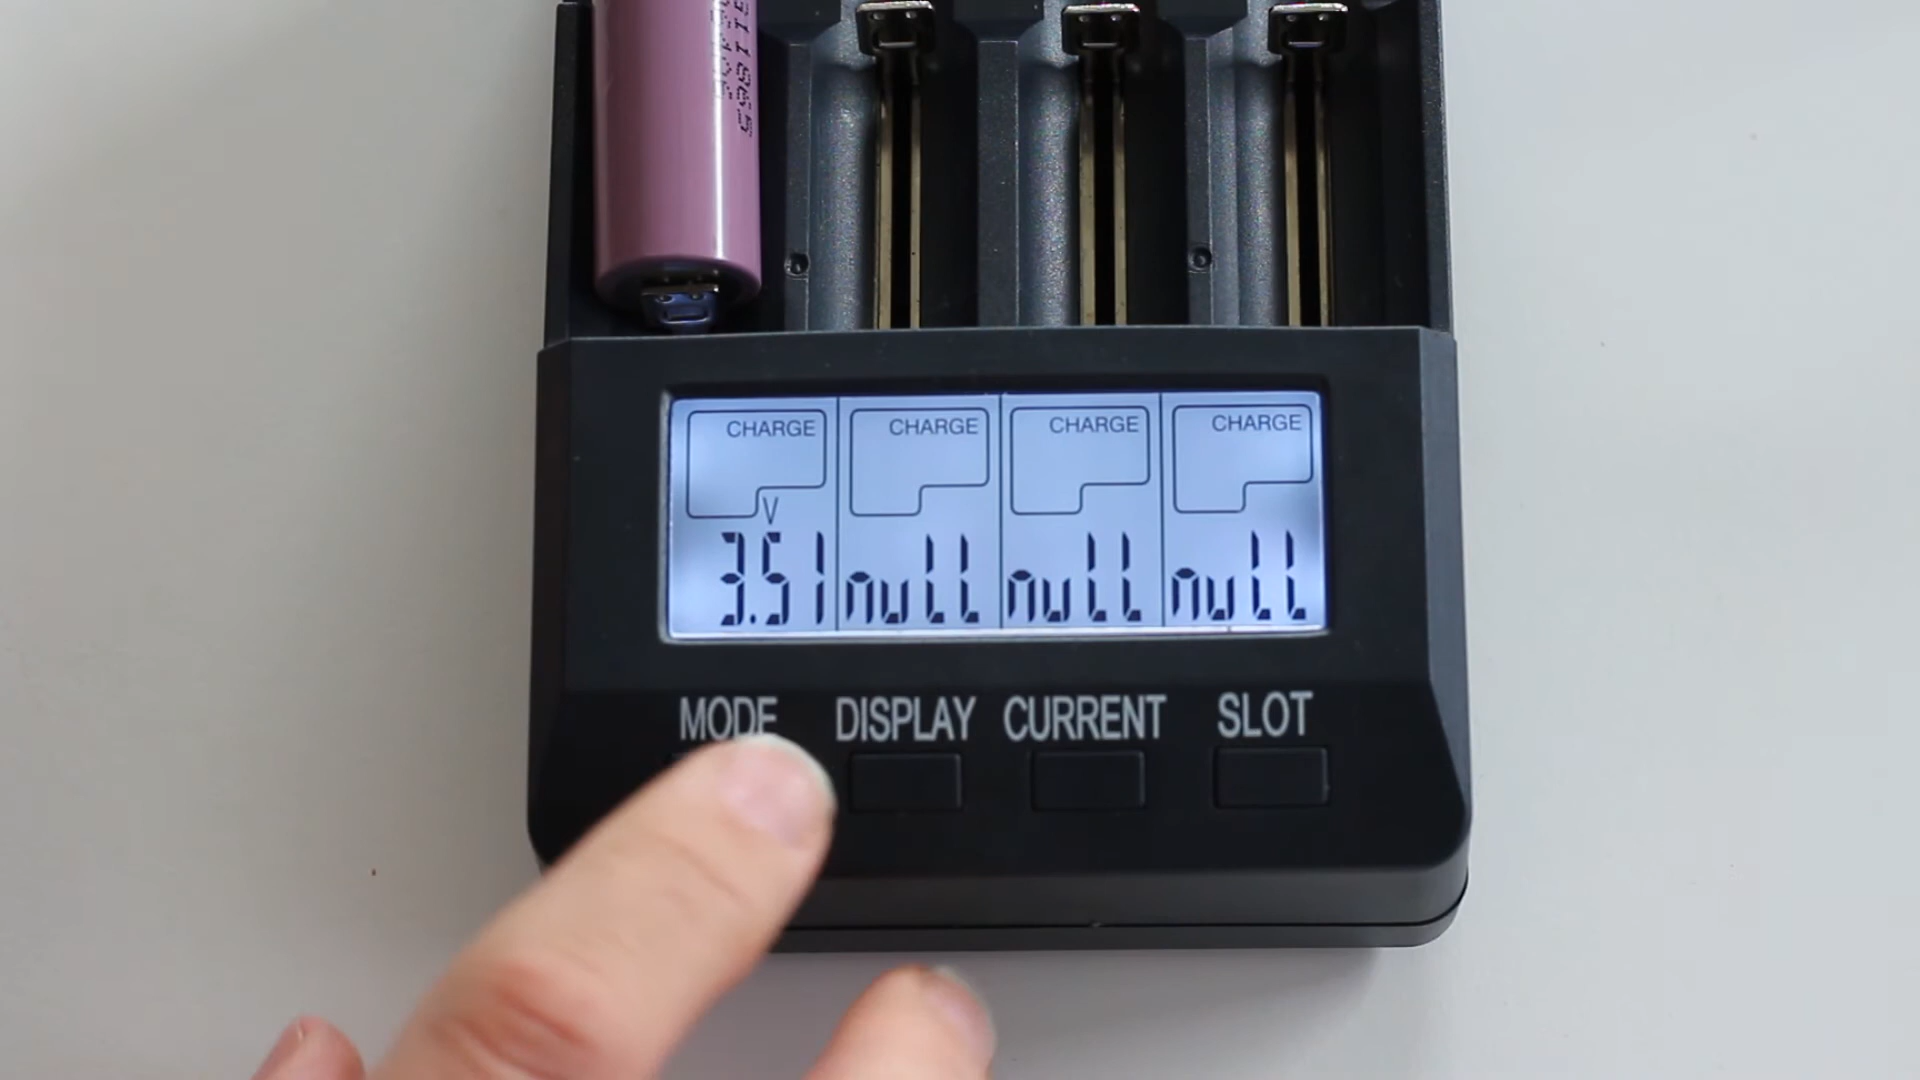 CHARGE CHARGE CHARGE CHARGE
V
3.51 null null null
MODE DISPLAY CURRENT SLOT